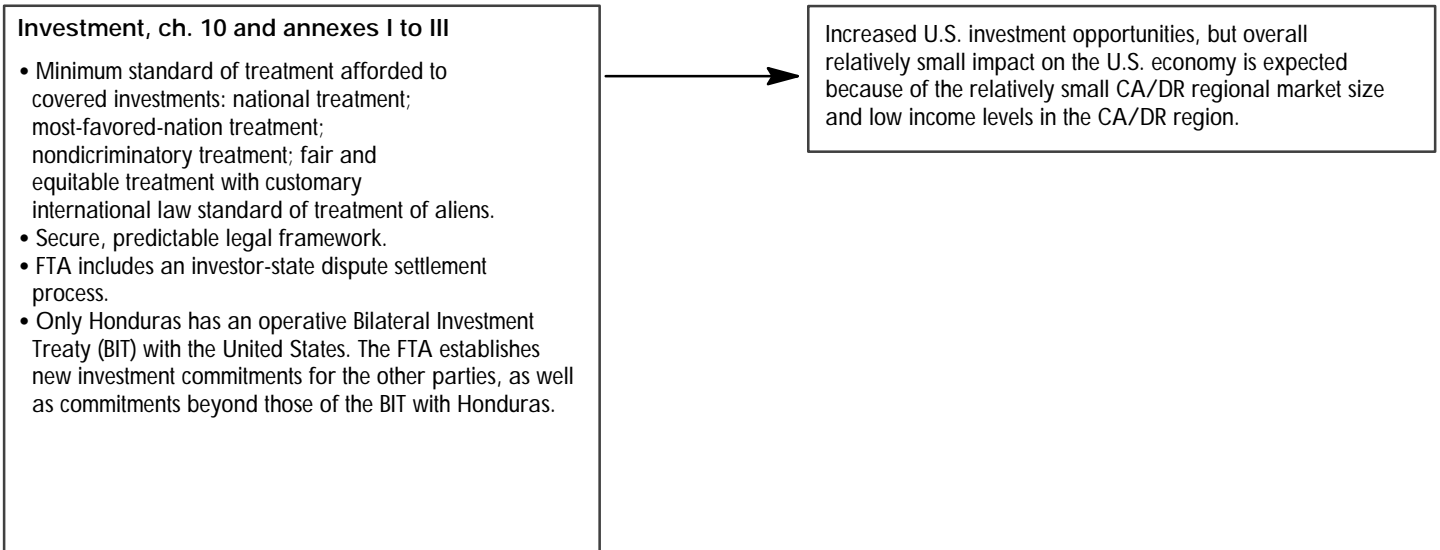 Investment, ch. 10 and annexes I to III
• Minimum standard of treatment afforded to
covered investments: national treatment;
most-favored-nation treatment;
nondicriminatory treatment; fair and
equitable treatment with customary
international law standard of treatment of aliens.
• Secure, predictable legal framework.
• FTA includes an investor-state dispute settlement
process.
• Only Honduras has an operative Bilateral Investment
Treaty (BIT) with the United States. The FTA establishes
new investment commitments for the other parties, as well
as commitments beyond those of the BIT with Honduras.
Increased U.S. investment opportunities, but overall
relatively small impact on the U.S. economy is expected
because of the relatively small CA/DR regional market size
and low income levels in the CA/DR region.